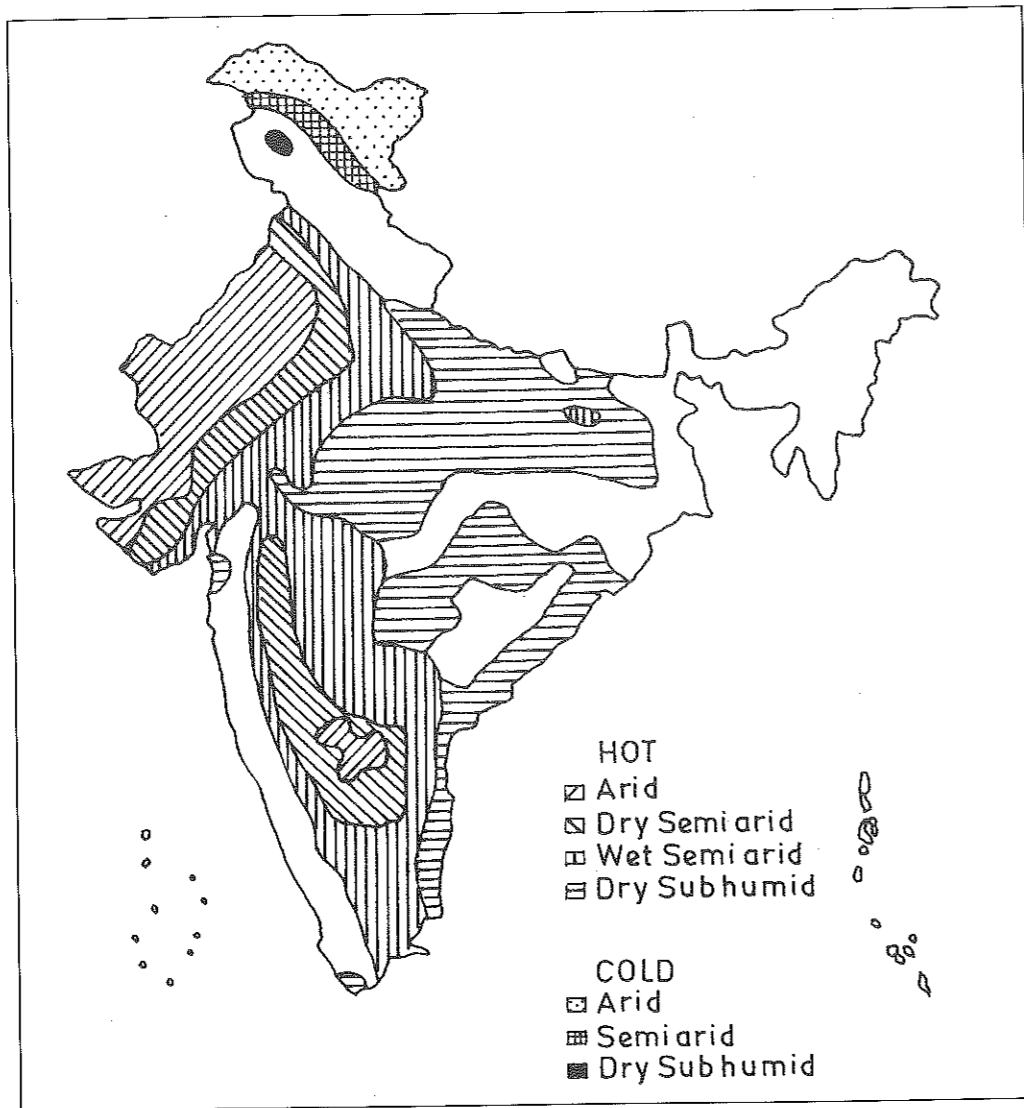 HOT
Arid
Dry Semiarid
Wet Semiarid
Dry Subhumid
COLD
Arid
Semiarid
Dry Subhumid